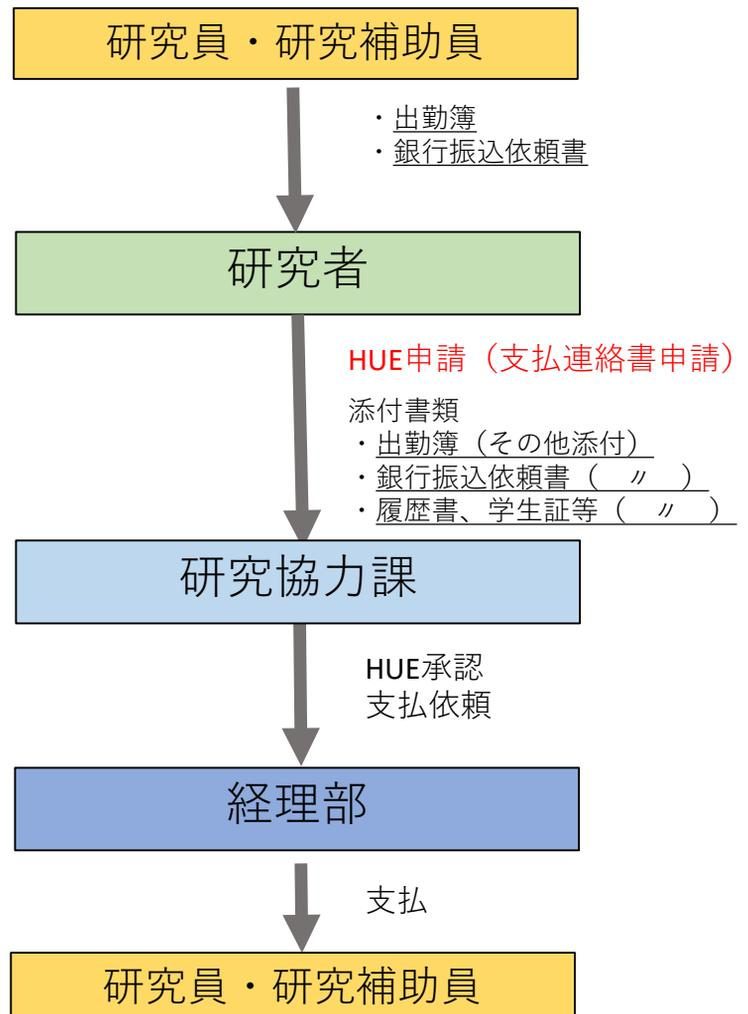 研究員・研究補助員
・出勤簿
・銀行振込依頼書
研究者
HUE申請（支払連絡書申請）
添付書類
・出勤簿（その他添付）
・銀行振込依頼書（　〃　）
・履歴書、学生証等（　〃　）
研究協力課
HUE承認
支払依頼
経理部
支払
研究員・研究補助員